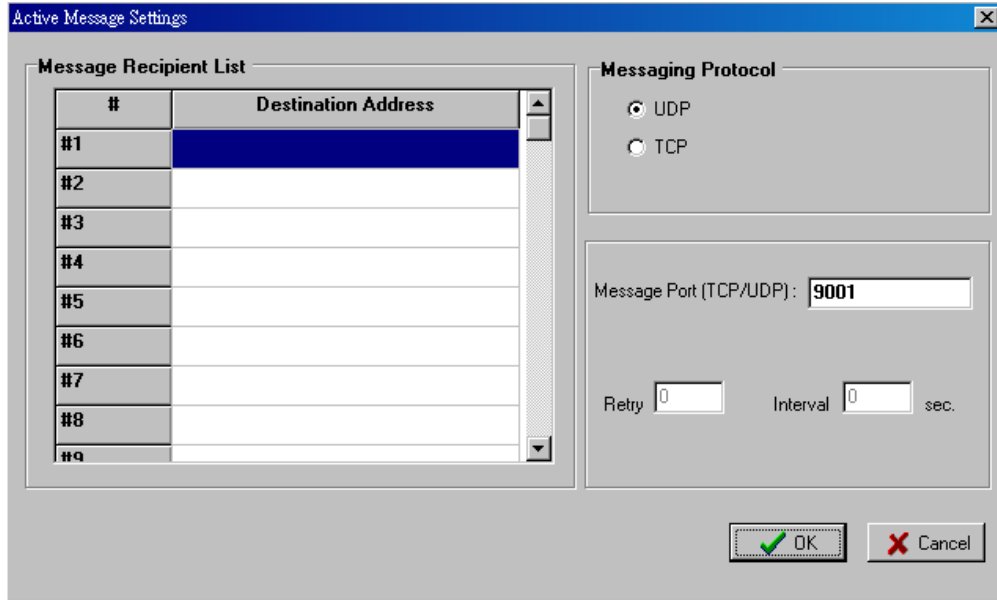 Active Message Settings
Message Recipient List
# Destination Address
#1
#2
#3
#4
#5
#6
#7
#8
#9
Messaging Protocol
UDP
TCP
Message Port (TCP/UDP) : 9001
Retry 0 Interval 0 sec.
OK Cancel